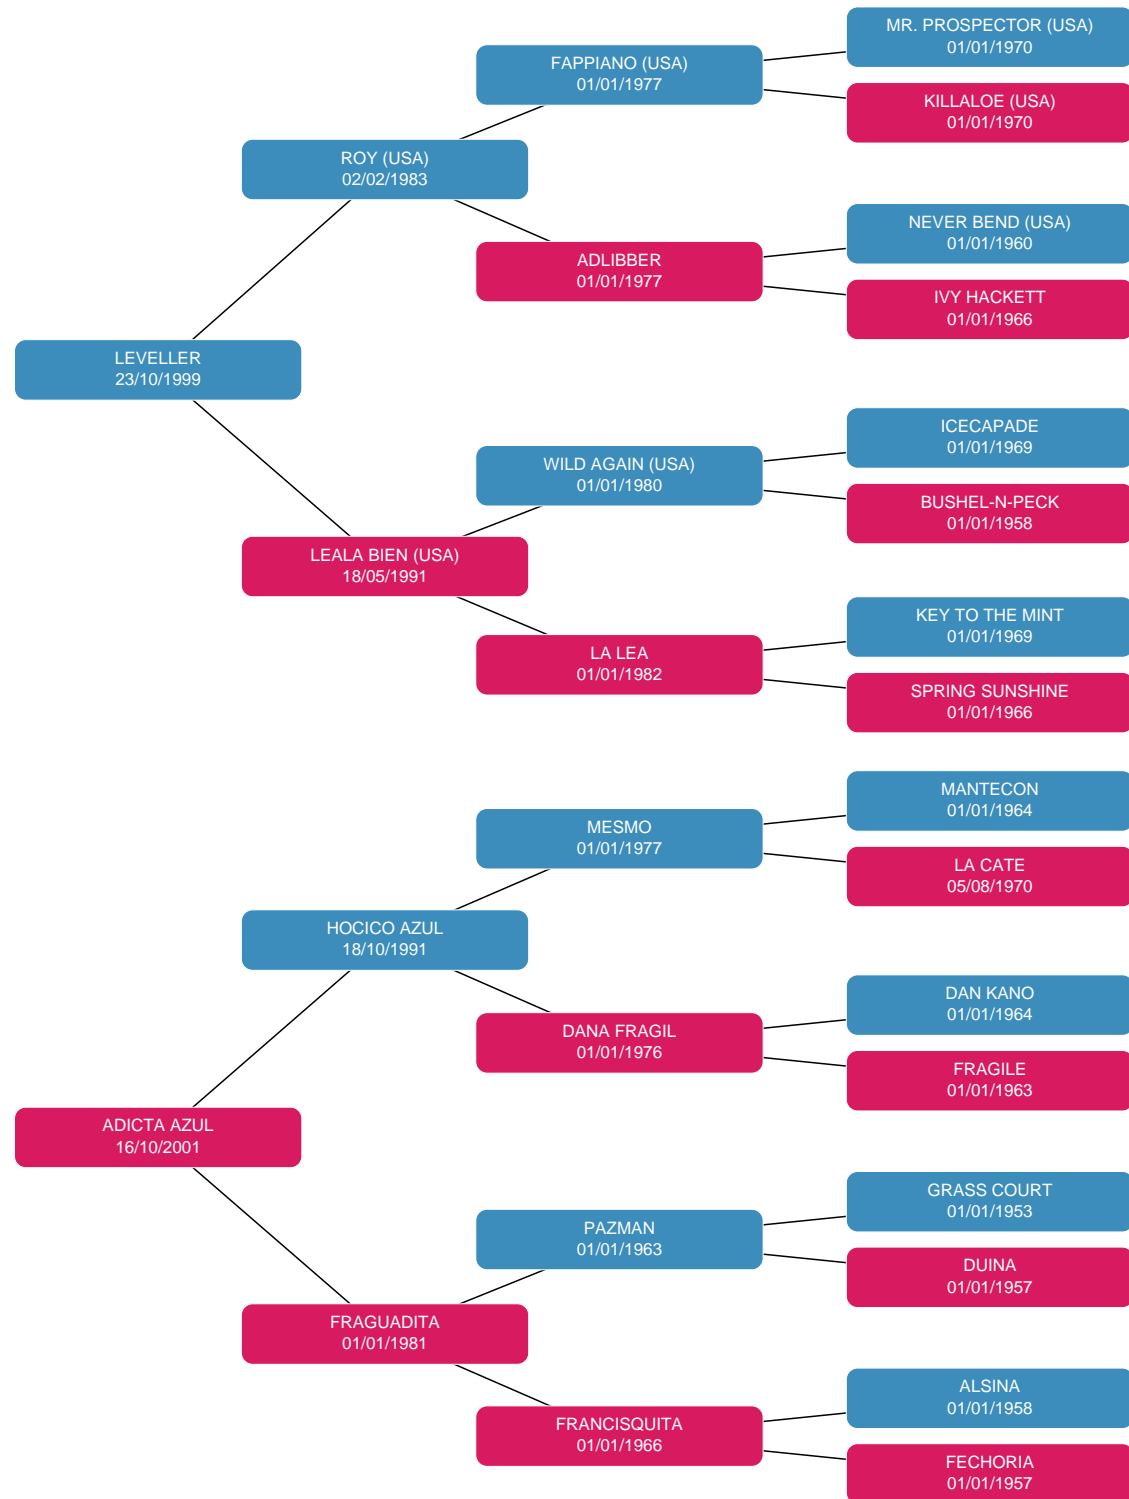 MR. PROSPECTOR (USA)
01/01/1970
FAPPIANO (USA)
01/01/1977
KILLALOE (USA)
01/01/1970
ROY (USA)
02/02/1983
NEVER BEND (USA)
01/01/1960
ADLIBBER
01/01/1977
IVY HACKETT
01/01/1966
LEVELLER
23/10/1999
ICECAPADE
01/01/1969
WILD AGAIN (USA)
01/01/1980
BUSHEL-N-PECK
01/01/1958
LEALA BIEN (USA)
18/05/1991
KEY TO THE MINT
01/01/1969
LA LEA
01/01/1982
SPRING SUNSHINE
01/01/1966
MANTECON
01/01/1964
MESMO
01/01/1977
LA CATE
05/08/1970
HOCICO AZUL
18/10/1991
DAN KANO
01/01/1964
DANA FRAGIL
01/01/1976
FRAGILE
01/01/1963
ADICTA AZUL
16/10/2001
GRASS COURT
01/01/1953
PAZMAN
01/01/1963
DUINA
01/01/1957
FRAGUADITA
01/01/1981
ALSINA
01/01/1958
FRANCISQUITA
01/01/1966
FECHORIA
01/01/1957